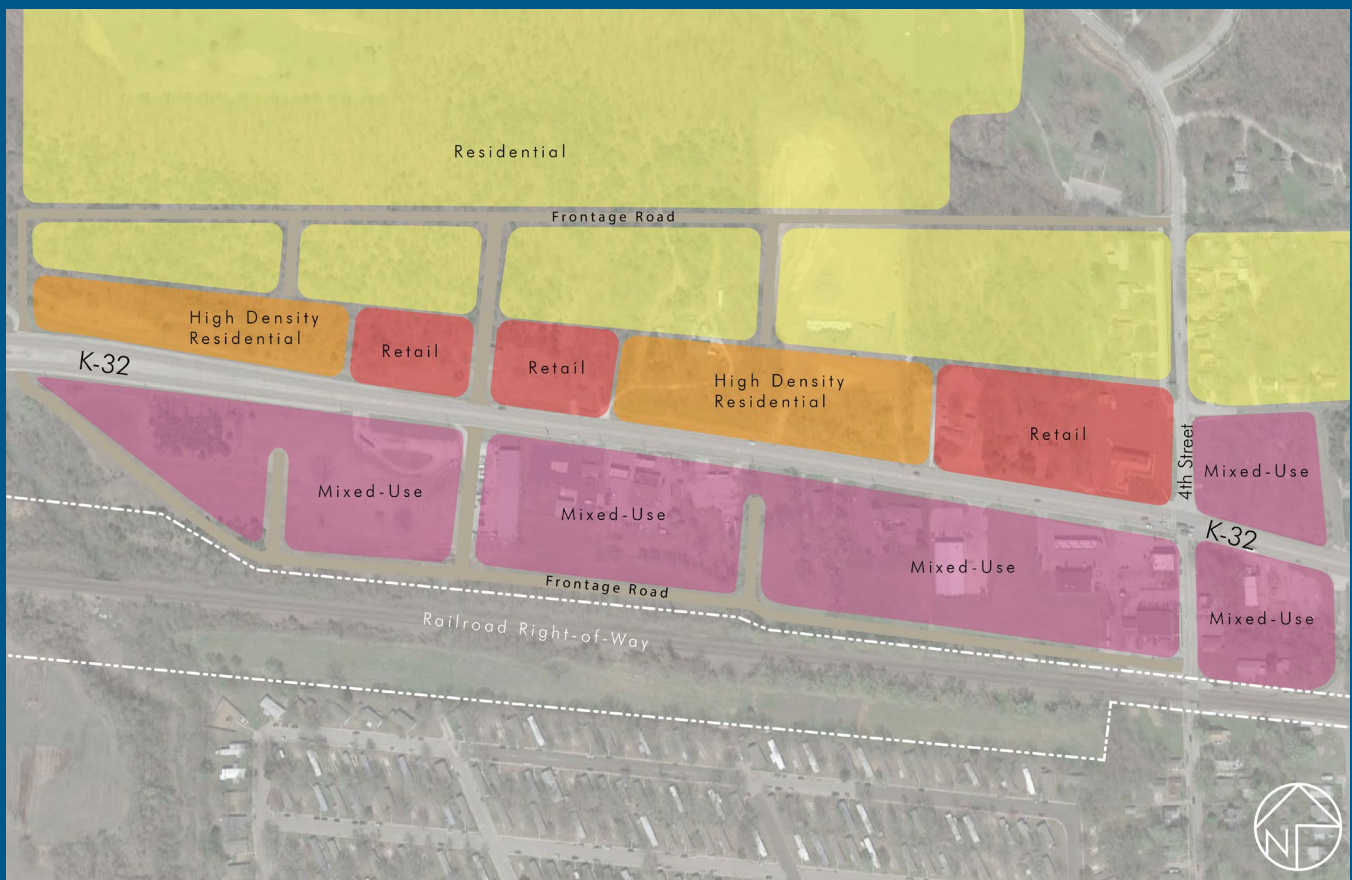 Residential
Frontage Road
High Density
Residential
Retail
Retail
K-32
High Density
Residential
Retail
4th Street
Mixed-Use
Mixed-Use
Mixed-Use
K-32
Mixed-Use
Frontage Road
Mixed-Use
Railroad Right-of-Way
N